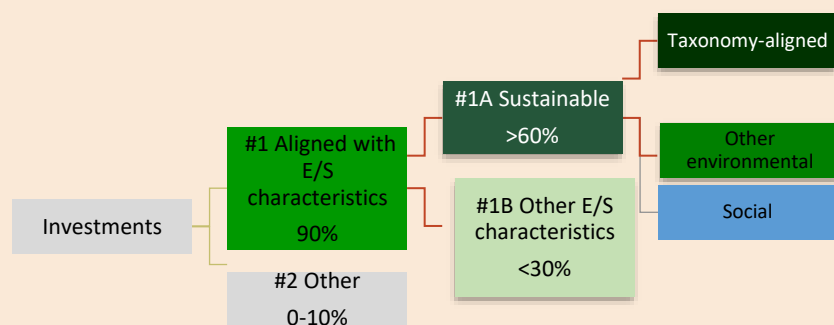 Investments
#1 Aligned with
E/S
characteristics
90%
#2 Other
0-10%
#1A Sustainable
>60%
#1B Other E/S
characteristics
<30%
Taxonomy-aligned
Other
environmental
Social